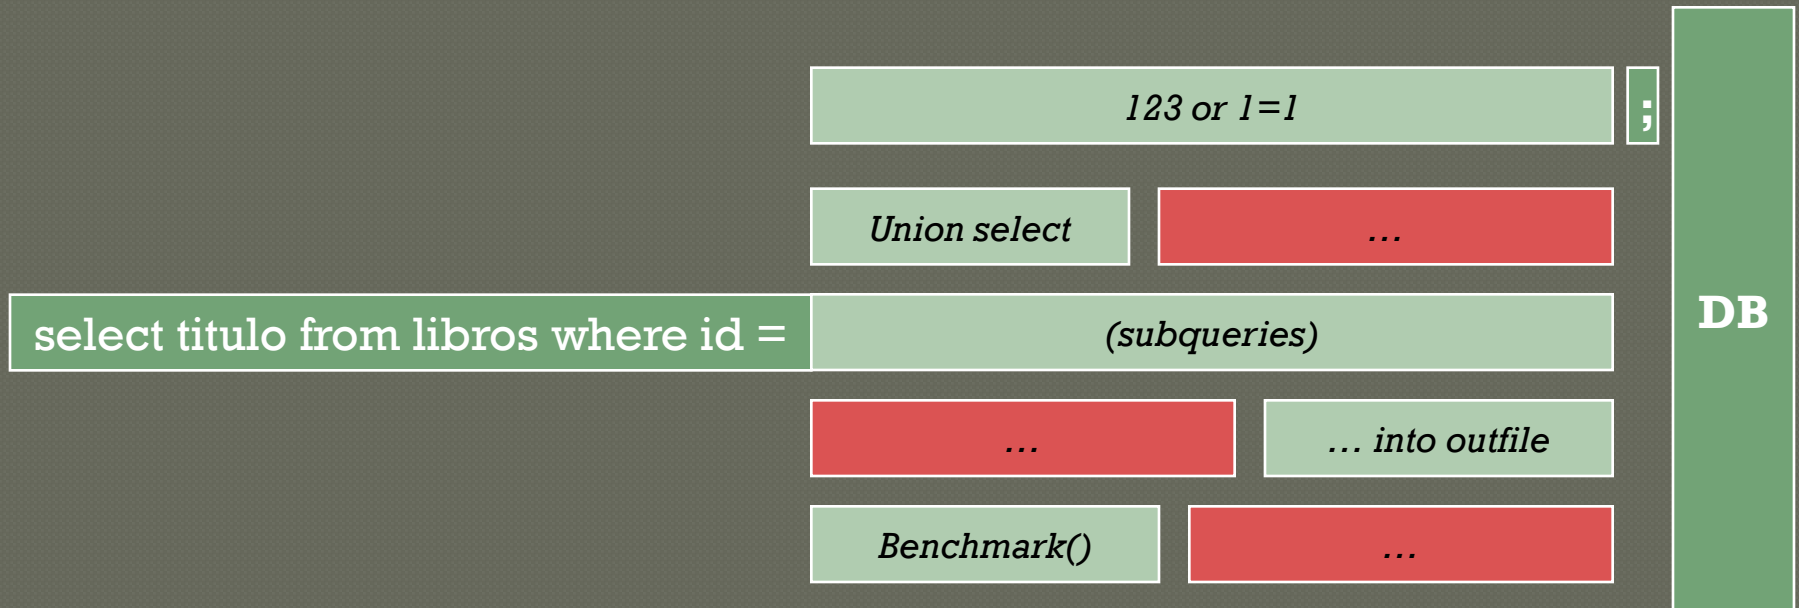 123 or 1=1
;
Union select
…
DB
select titulo from libros where id =
(subqueries)
…
… into outfile
Benchmark()
…